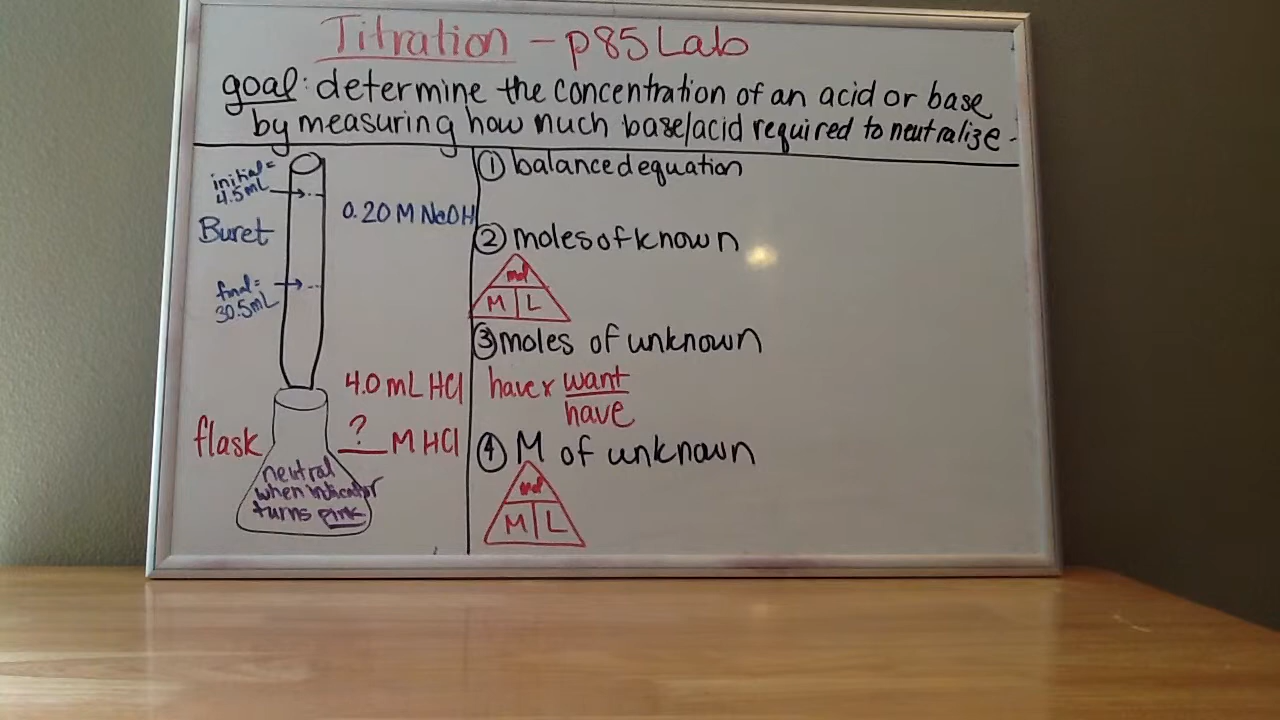 Titration - p85 Lab
goal: determine the concentration of an acid or base
by measuring how much base/acid required to neutralize.
initial =
4.5mL
Buret
0.20 M NaOH
final =
30.5mL
4.0 mL HCl
flask
? M HCl
neutral
when indicator
turns pink
① balanced equation
② moles of known
mol
M L
③ moles of unknown
have x want
have
④ M of unknown
mol
M L